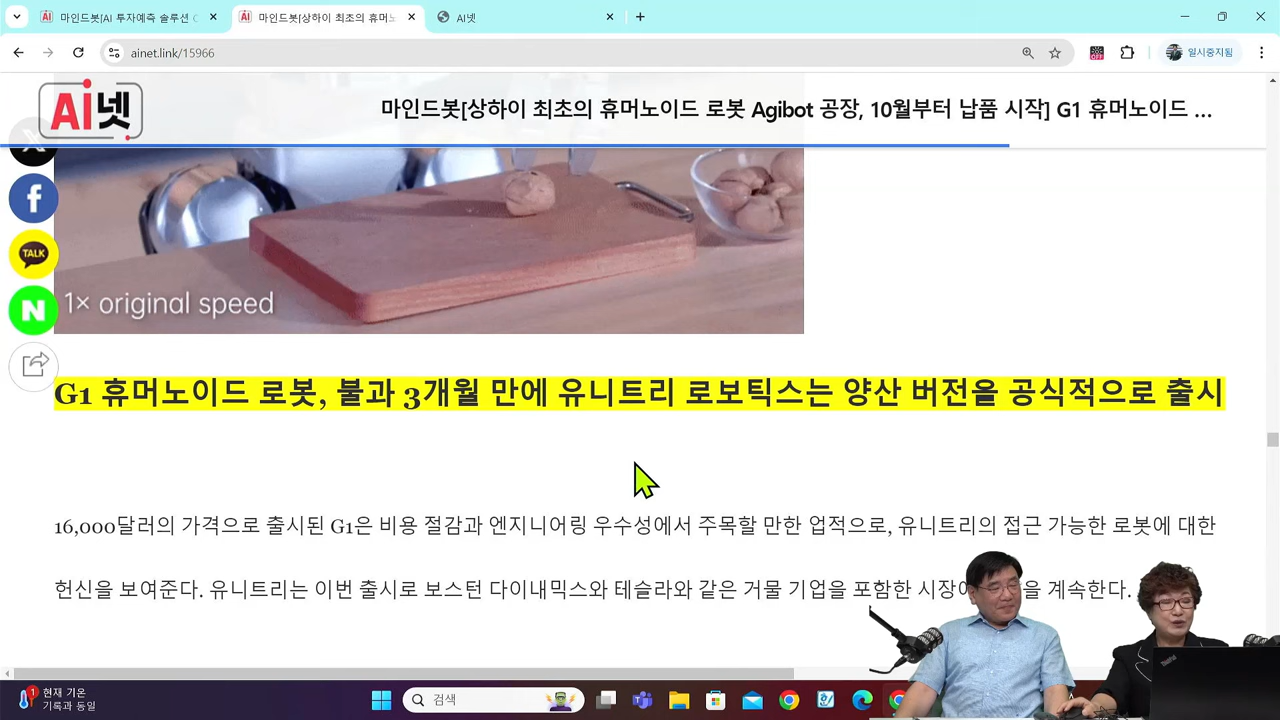 마인드봇[AI 투자예측 솔루션
마인드봇[상하이 최초의 휴머노
AI넷
ainet.link/15966
OFF
일시중지됨
Ai넷
마인드봇[상하이 최초의 휴머노이드 로봇 Agibot 공장, 10월부터 납품 시작] G1 휴머노이드 ...
TALK
N
1× original speed
G1 휴머노이드 로봇, 불과 3개월 만에 유니트리 로보틱스는 양산 버전을 공식적으로 출시
16,000달러의 가격으로 출시된 G1은 비용 절감과 엔지니어링 우수성에서 주목할 만한 업적으로, 유니트리의 접근 가능한 로봇에 대한
헌신을 보여준다. 유니트리는 이번 출시로 보스턴 다이내믹스와 테슬라와 같은 거물 기업을 포함한 시장에 을 계속한다.
ThinkPad
1
현재 기온
기록과 동일
검색